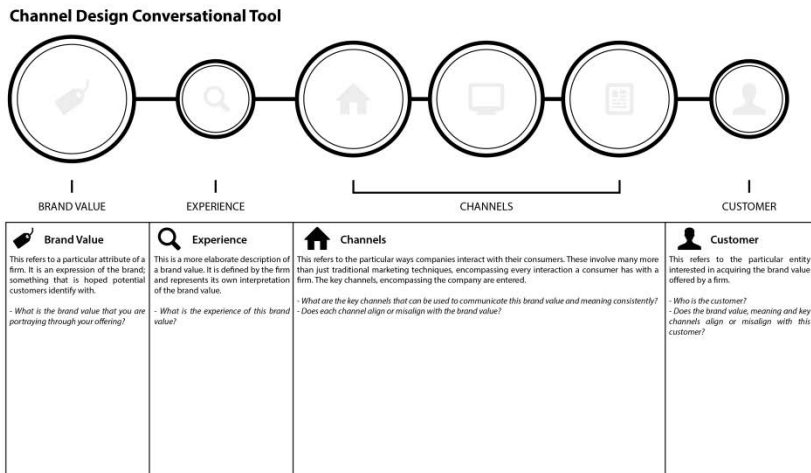 Channel Design Conversational Tool
BRAND VALUE
EXPERIENCE
CHANNELS
CUSTOMER
Brand Value
This refers to a particular attribute of a
firm. It is an expression of the brand;
something that is hoped potential
customers identify with.
- What is the brand value that you are
portraying through your offering?
Experience
This is a more elaborate description of
a brand value. It is defined by the firm
and represents its own interpretation
of the brand value.
- What is the experience of this brand
value?
Channels
This refers to the particular ways companies interact with their consumers. These involve many more
than just traditional marketing techniques, encompassing every interaction a consumer has with a
firm. The key channels, encompassing the company are entered.
- What are the key channels that can be used to communicate this brand value and meaning consistently?
- Does each channel align or misalign with the brand value?
Customer
This refers to the particular entity
interested in acquiring the brand value
offered by a firm.
- Who is the customer?
- Does the brand value, meaning and key
channels align or misalign with this
customer?